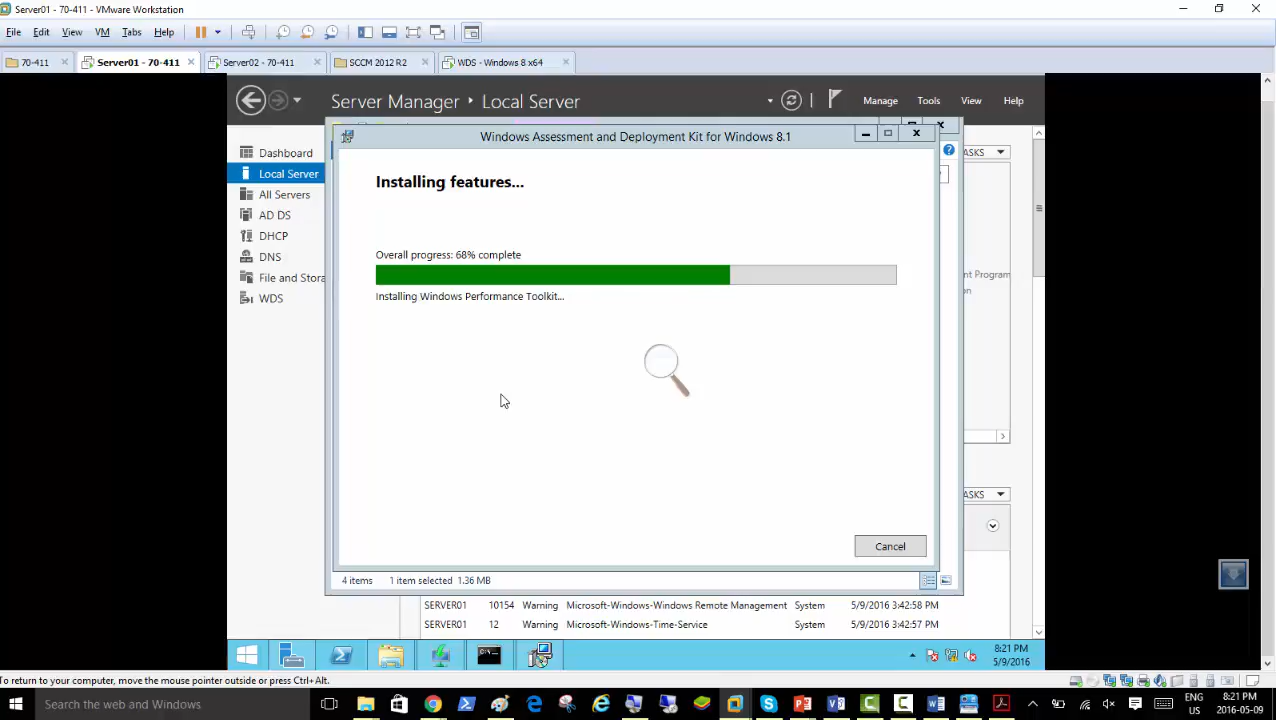 Server01 - 70-411 - VMware Workstation
File Edit View VM Tabs Help
70-411 Server01 - 70-411 Server02 - 70-411 SCCM 2012 R2 WDS - Windows 8 x64
Server Manager Local Server
Manage Tools View Help
Dashboard
Local Server
All Servers
AD DS
DHCP
DNS
File and Stora
WDS
Windows Assessment and Deployment Kit for Windows 8.1
ASKS
Installing features...
Overall progress: 68% complete
Installing Windows Performance Toolkit...
nt Program
on
ASKS
Cancel
4 items 1 item selected 1.36 MB
SERVER01 10154 Warning Microsoft-Windows-Windows Remote Management System 5/9/2016 3:42:58 PM
SERVER01 12 Warning Microsoft-Windows-Time-Service System 5/9/2016 3:42:57 PM
8:21 PM
5/9/2016
To return to your computer, move the mouse pointer outside or press Ctrl+Alt.
Search the web and Windows
ENG
US
8:21 PM
2016-05-09